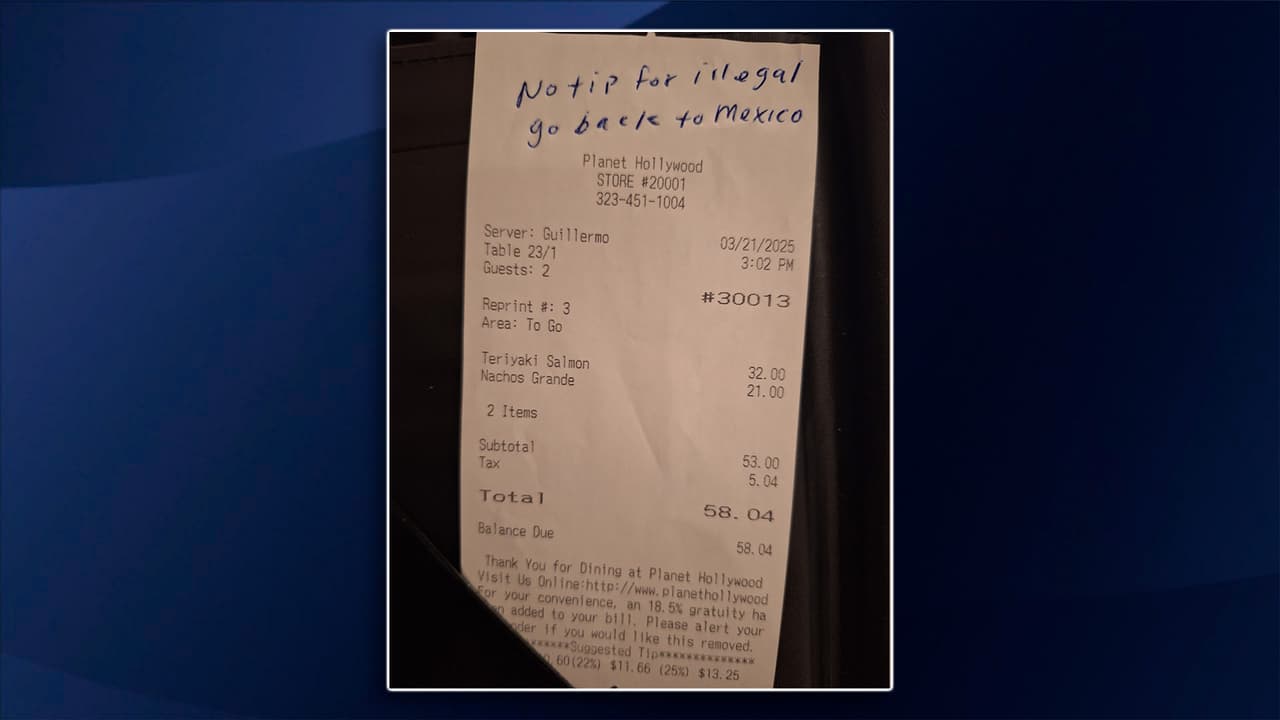 No tip for illegal
go back to Mexico
Planet Hollywood
STORE #20001
323-451-1004
Server: Guillermo 03/21/2025
Table 23/1 3:02 PM
Guests: 2
#30013
Reprint #: 3
Area: To Go
Teriyaki Salmon 32.00
Nachos Grande 21.00
2 Items
Subtotal 53.00
Tax 5.04
Total 58.04
Balance Due 58.04
Thank You for Dining at Planet Hollywood
Visit Us Online:http://www.planethollywood
For your convenience, an 18.5% gratuity ha
added to your bill. Please alert your
if you would like this removed.
*******Suggested Tip**************
.60(22%) $11.66 (25%) $13.25